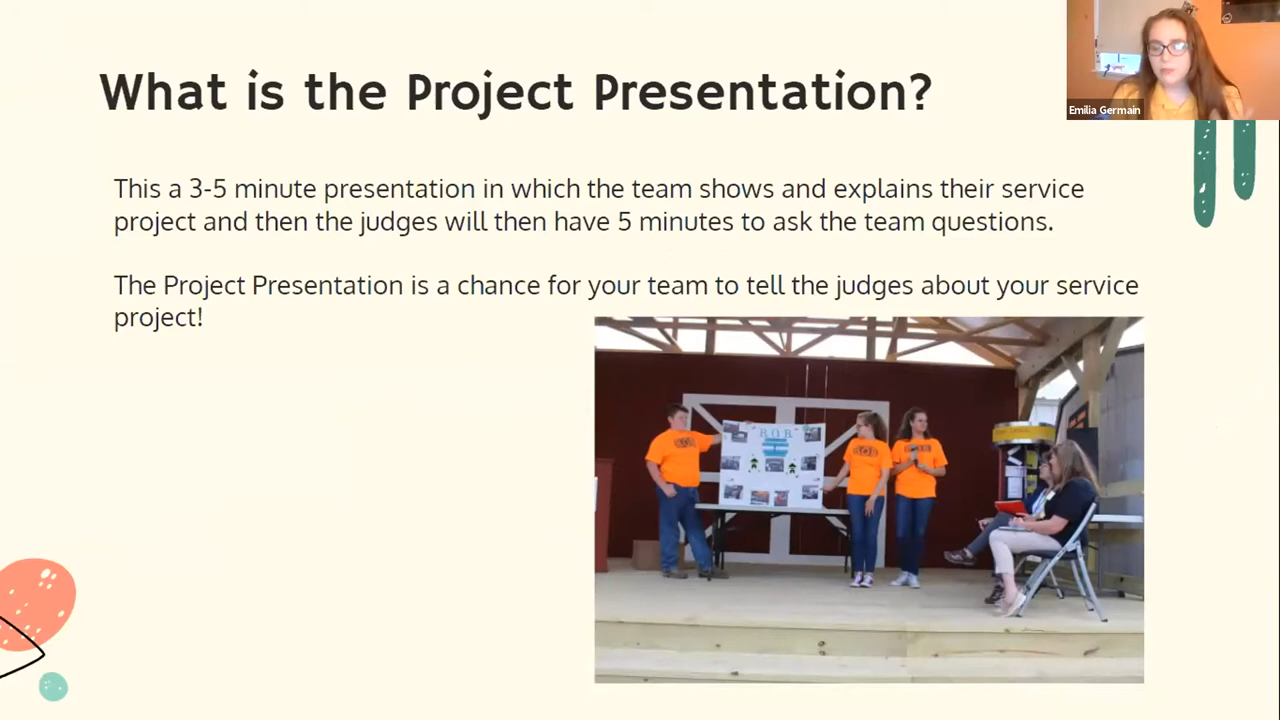 What is the Project Presentation?
Emilia Germain
This a 3-5 minute presentation in which the team shows and explains their service
project and then the judges will then have 5 minutes to ask the team questions.
The Project Presentation is a chance for your team to tell the judges about your service
project!
R.O.B.